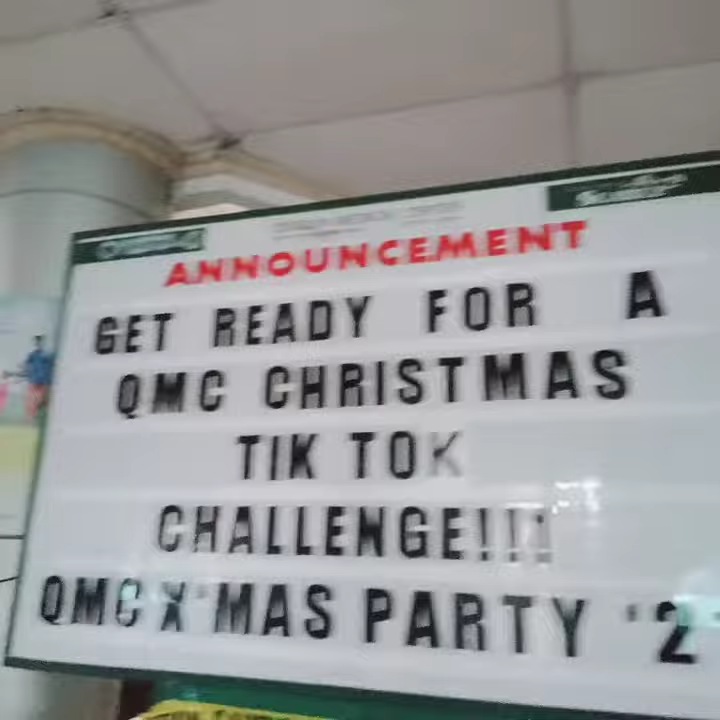 ANNOUNCEMENT
GET READY FOR A
QMC CHRISTMAS
TIK TOK
CHALLENGE!!!
QMC X'MAS PARTY '2